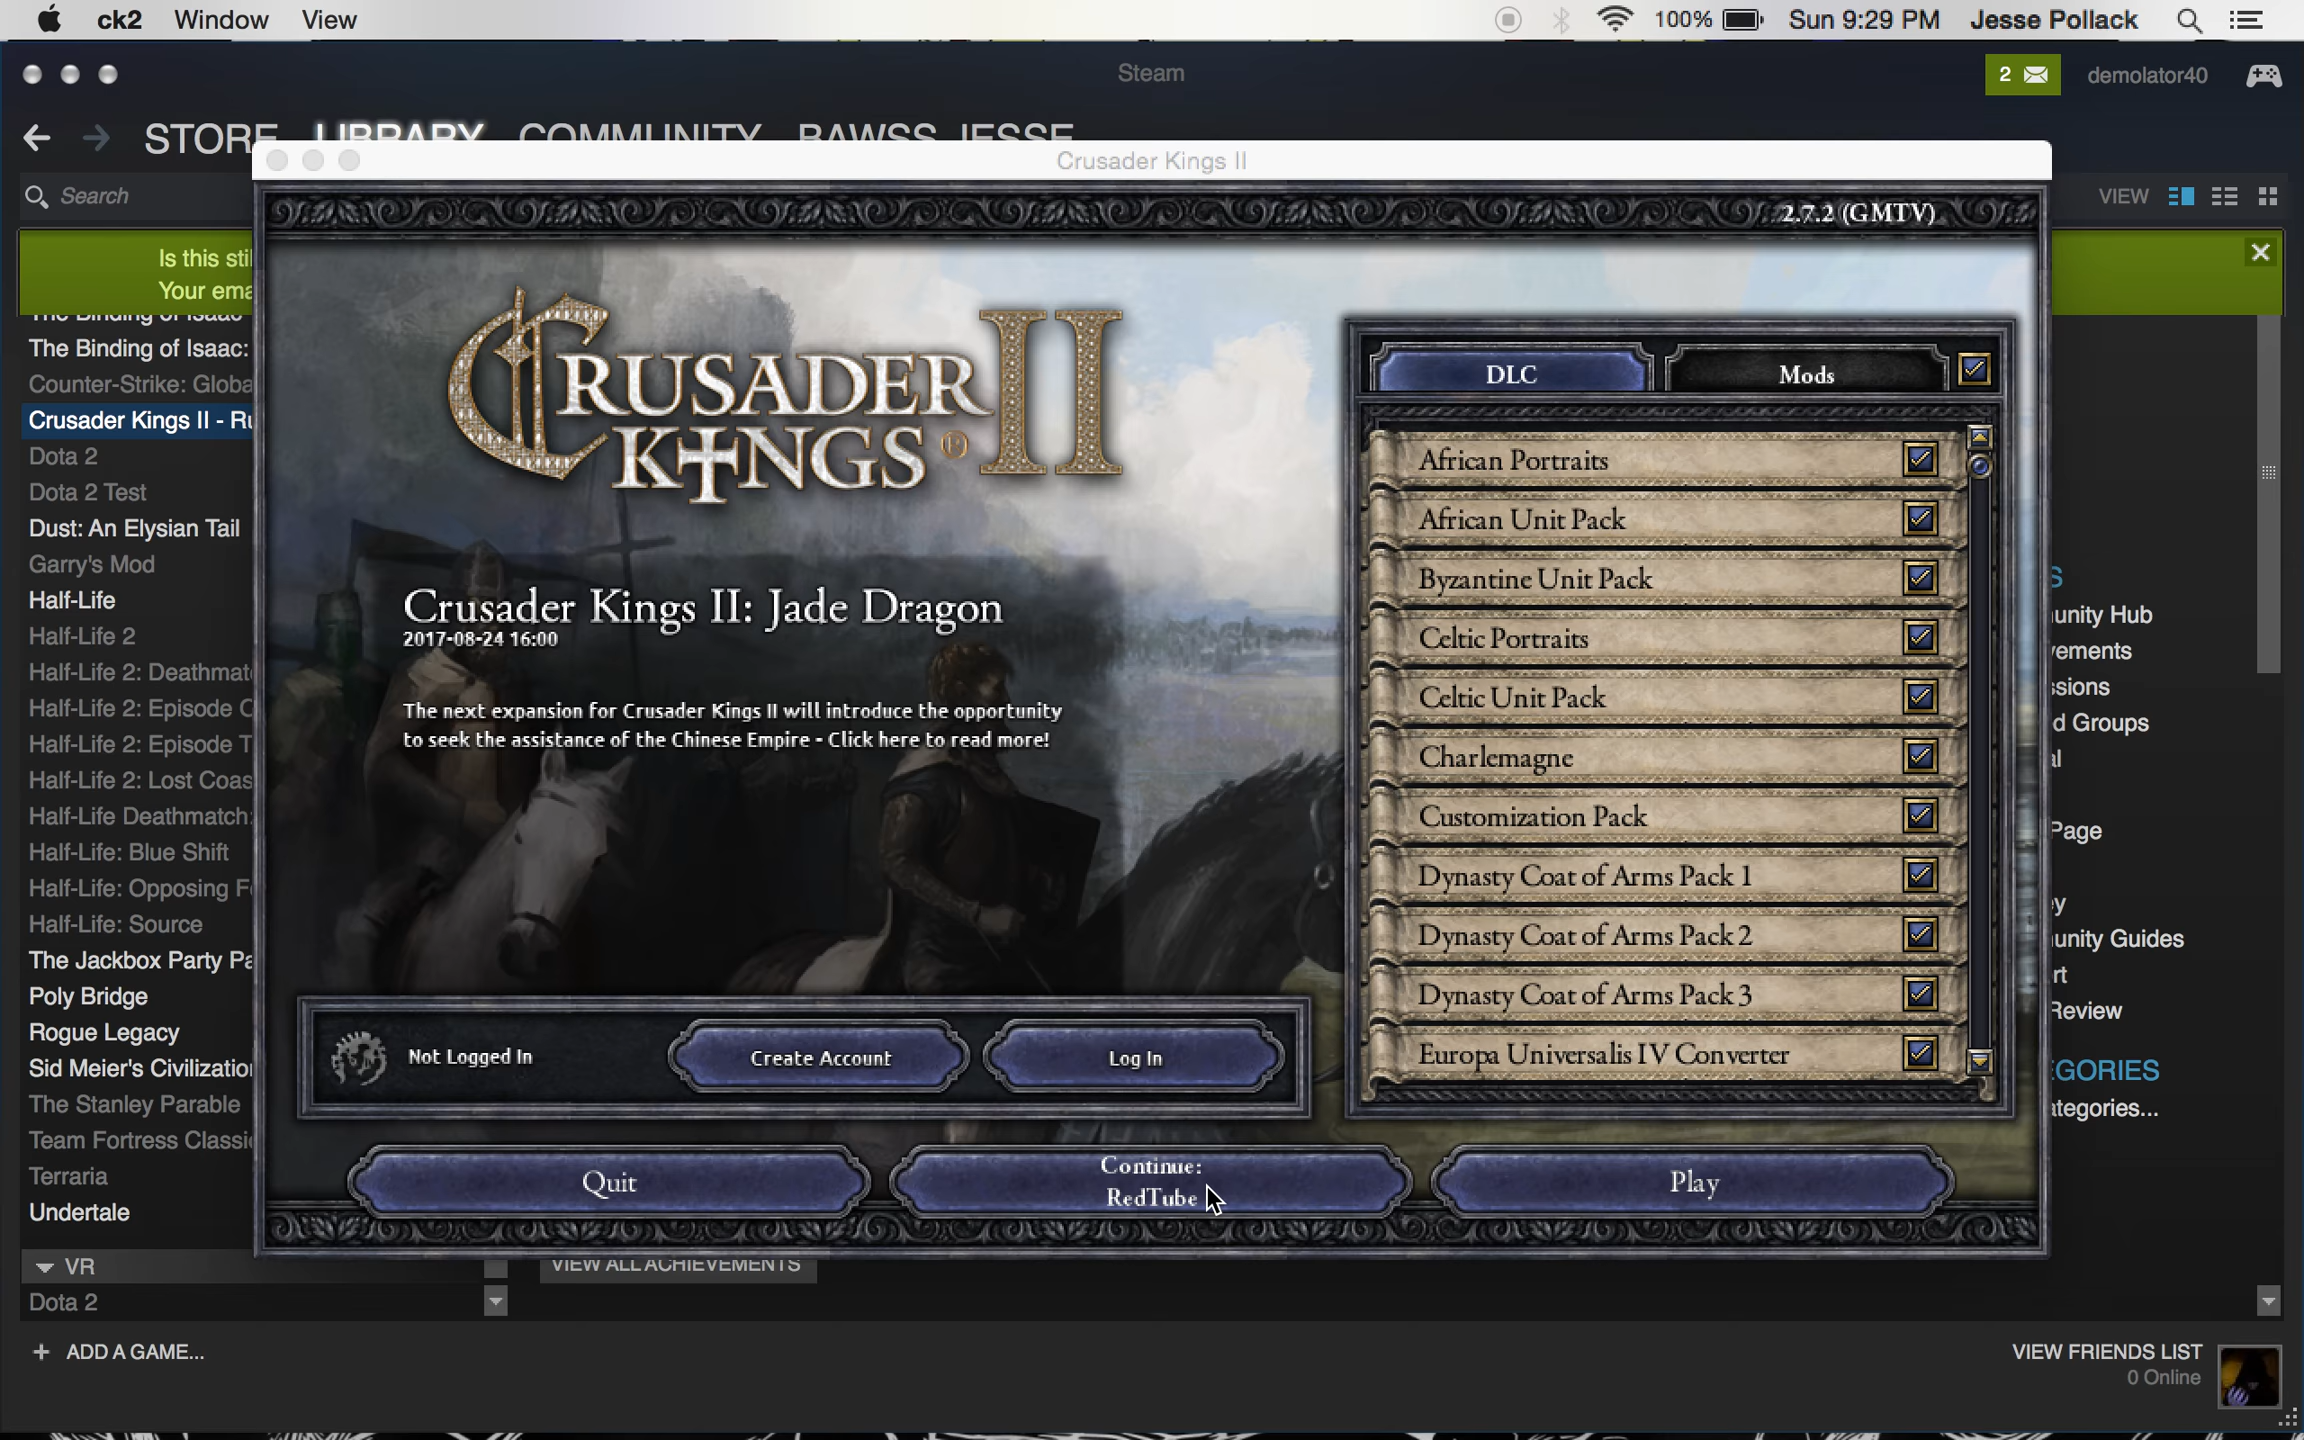 ck2 Window View
100% Sun 9:29 PM Jesse Pollack
Steam
2 demolator40
STORE LIBRARY COMMUNITY BAWSS JESSE
Crusader Kings II
Search
VIEW
2.7.2 (GMTV)
Is this sti
Your ema
The Binding of Isaac
The Binding of Isaac:
Counter-Strike: Globa
Crusader Kings II - Ru
Dota 2
Dota 2 Test
Dust: An Elysian Tail
Garry's Mod
Half-Life
Half-Life 2
Half-Life 2: Deathmat
Half-Life 2: Episode O
Half-Life 2: Episode T
Half-Life 2: Lost Coas
Half-Life Deathmatch:
Half-Life: Blue Shift
Half-Life: Opposing F
Half-Life: Source
The Jackbox Party Pa
Poly Bridge
Rogue Legacy
Sid Meier's Civilizatio
The Stanley Parable
Team Fortress Classi
Terraria
Undertale
VR
Dota 2
+ ADD A GAME...
CRUSADER
KINGS ® II
Crusader Kings II: Jade Dragon
2017-08-24 16:00
The next expansion for Crusader Kings II will introduce the opportunity
to seek the assistance of the Chinese Empire - Click here to read more!
Not Logged In
Create Account
Log In
Quit
Continue:
RedTube
Play
DLC
Mods
African Portraits
African Unit Pack
Byzantine Unit Pack
Celtic Portraits
Celtic Unit Pack
Charlemagne
Customization Pack
Dynasty Coat of Arms Pack 1
Dynasty Coat of Arms Pack 2
Dynasty Coat of Arms Pack 3
Europa Universalis IV Converter
VIEW ALL ACHIEVEMENTS
S
unity Hub
ements
ssions
d Groups
al
Page
ey
unity Guides
rt
Review
GORIES
ategories...
VIEW FRIENDS LIST
0 Online